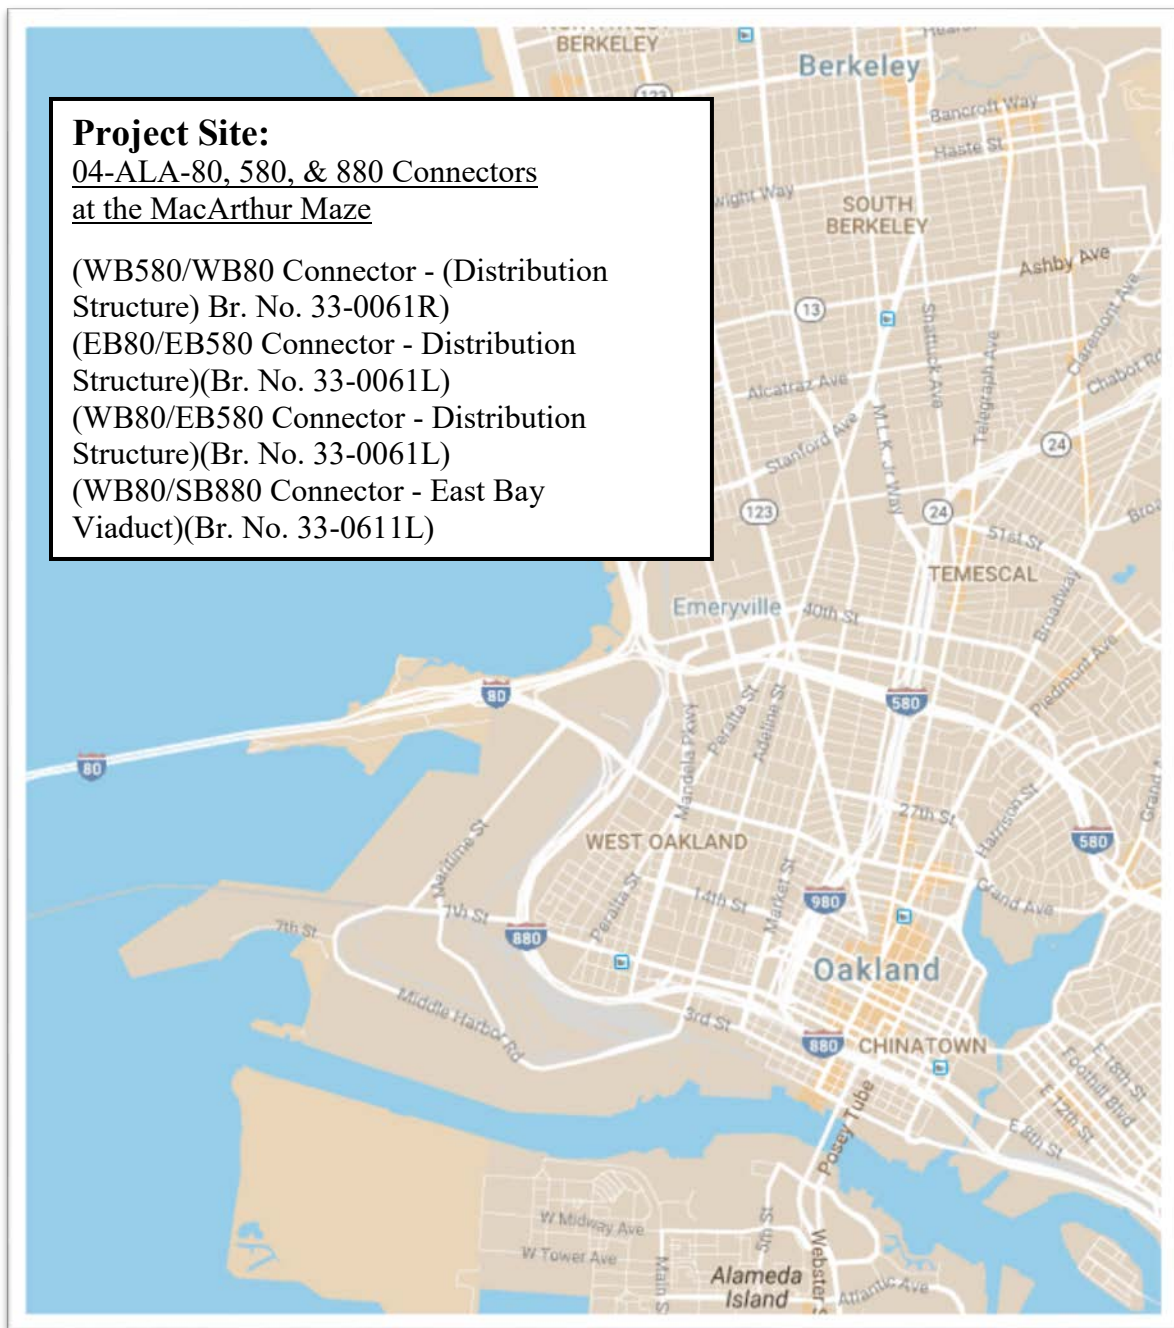 BERKELEY
Berkeley
123
Bancroft Way
Haste St
Project Site:
04-ALA-80, 580, & 880 Connectors
at the MacArthur Maze
(WB580/WB80 Connector - (Distribution
Structure) Br. No. 33-0061R)
(EB80/EB580 Connector - Distribution
Structure)(Br. No. 33-0061L)
(WB80/EB580 Connector - Distribution
Structure)(Br. No. 33-0061L)
(WB80/SB880 Connector - East Bay
Viaduct)(Br. No. 33-0611L)
SOUTH
BERKELEY
Ashby Ave
13
Shattuck Ave
Telegraph Ave
Claremont Ave
Chabot Rd
Alcatraz Ave
Stanford Ave
M.L.K. Jr Way
24
123
24
51st St
TEMESCAL
Broadway
Emeryville
40th St
Piedmont Ave
80
580
80
Mandela Pkwy
Peralta St
Adeline St
27th St
Harrison St
580
WEST OAKLAND
Maritime St
Peralta St
14th St
Market St
980
Grand Ave
7th St
7th St
880
Oakland
Middle Harbor Rd
3rd St
880
CHINATOWN
E 18th St
Foothill Blvd
E 12th St
E 8th St
Posey Tube
W Midway Ave
W Tower Ave
5th St
Webster S
Main S
Alameda
Island
Atlantic Ave